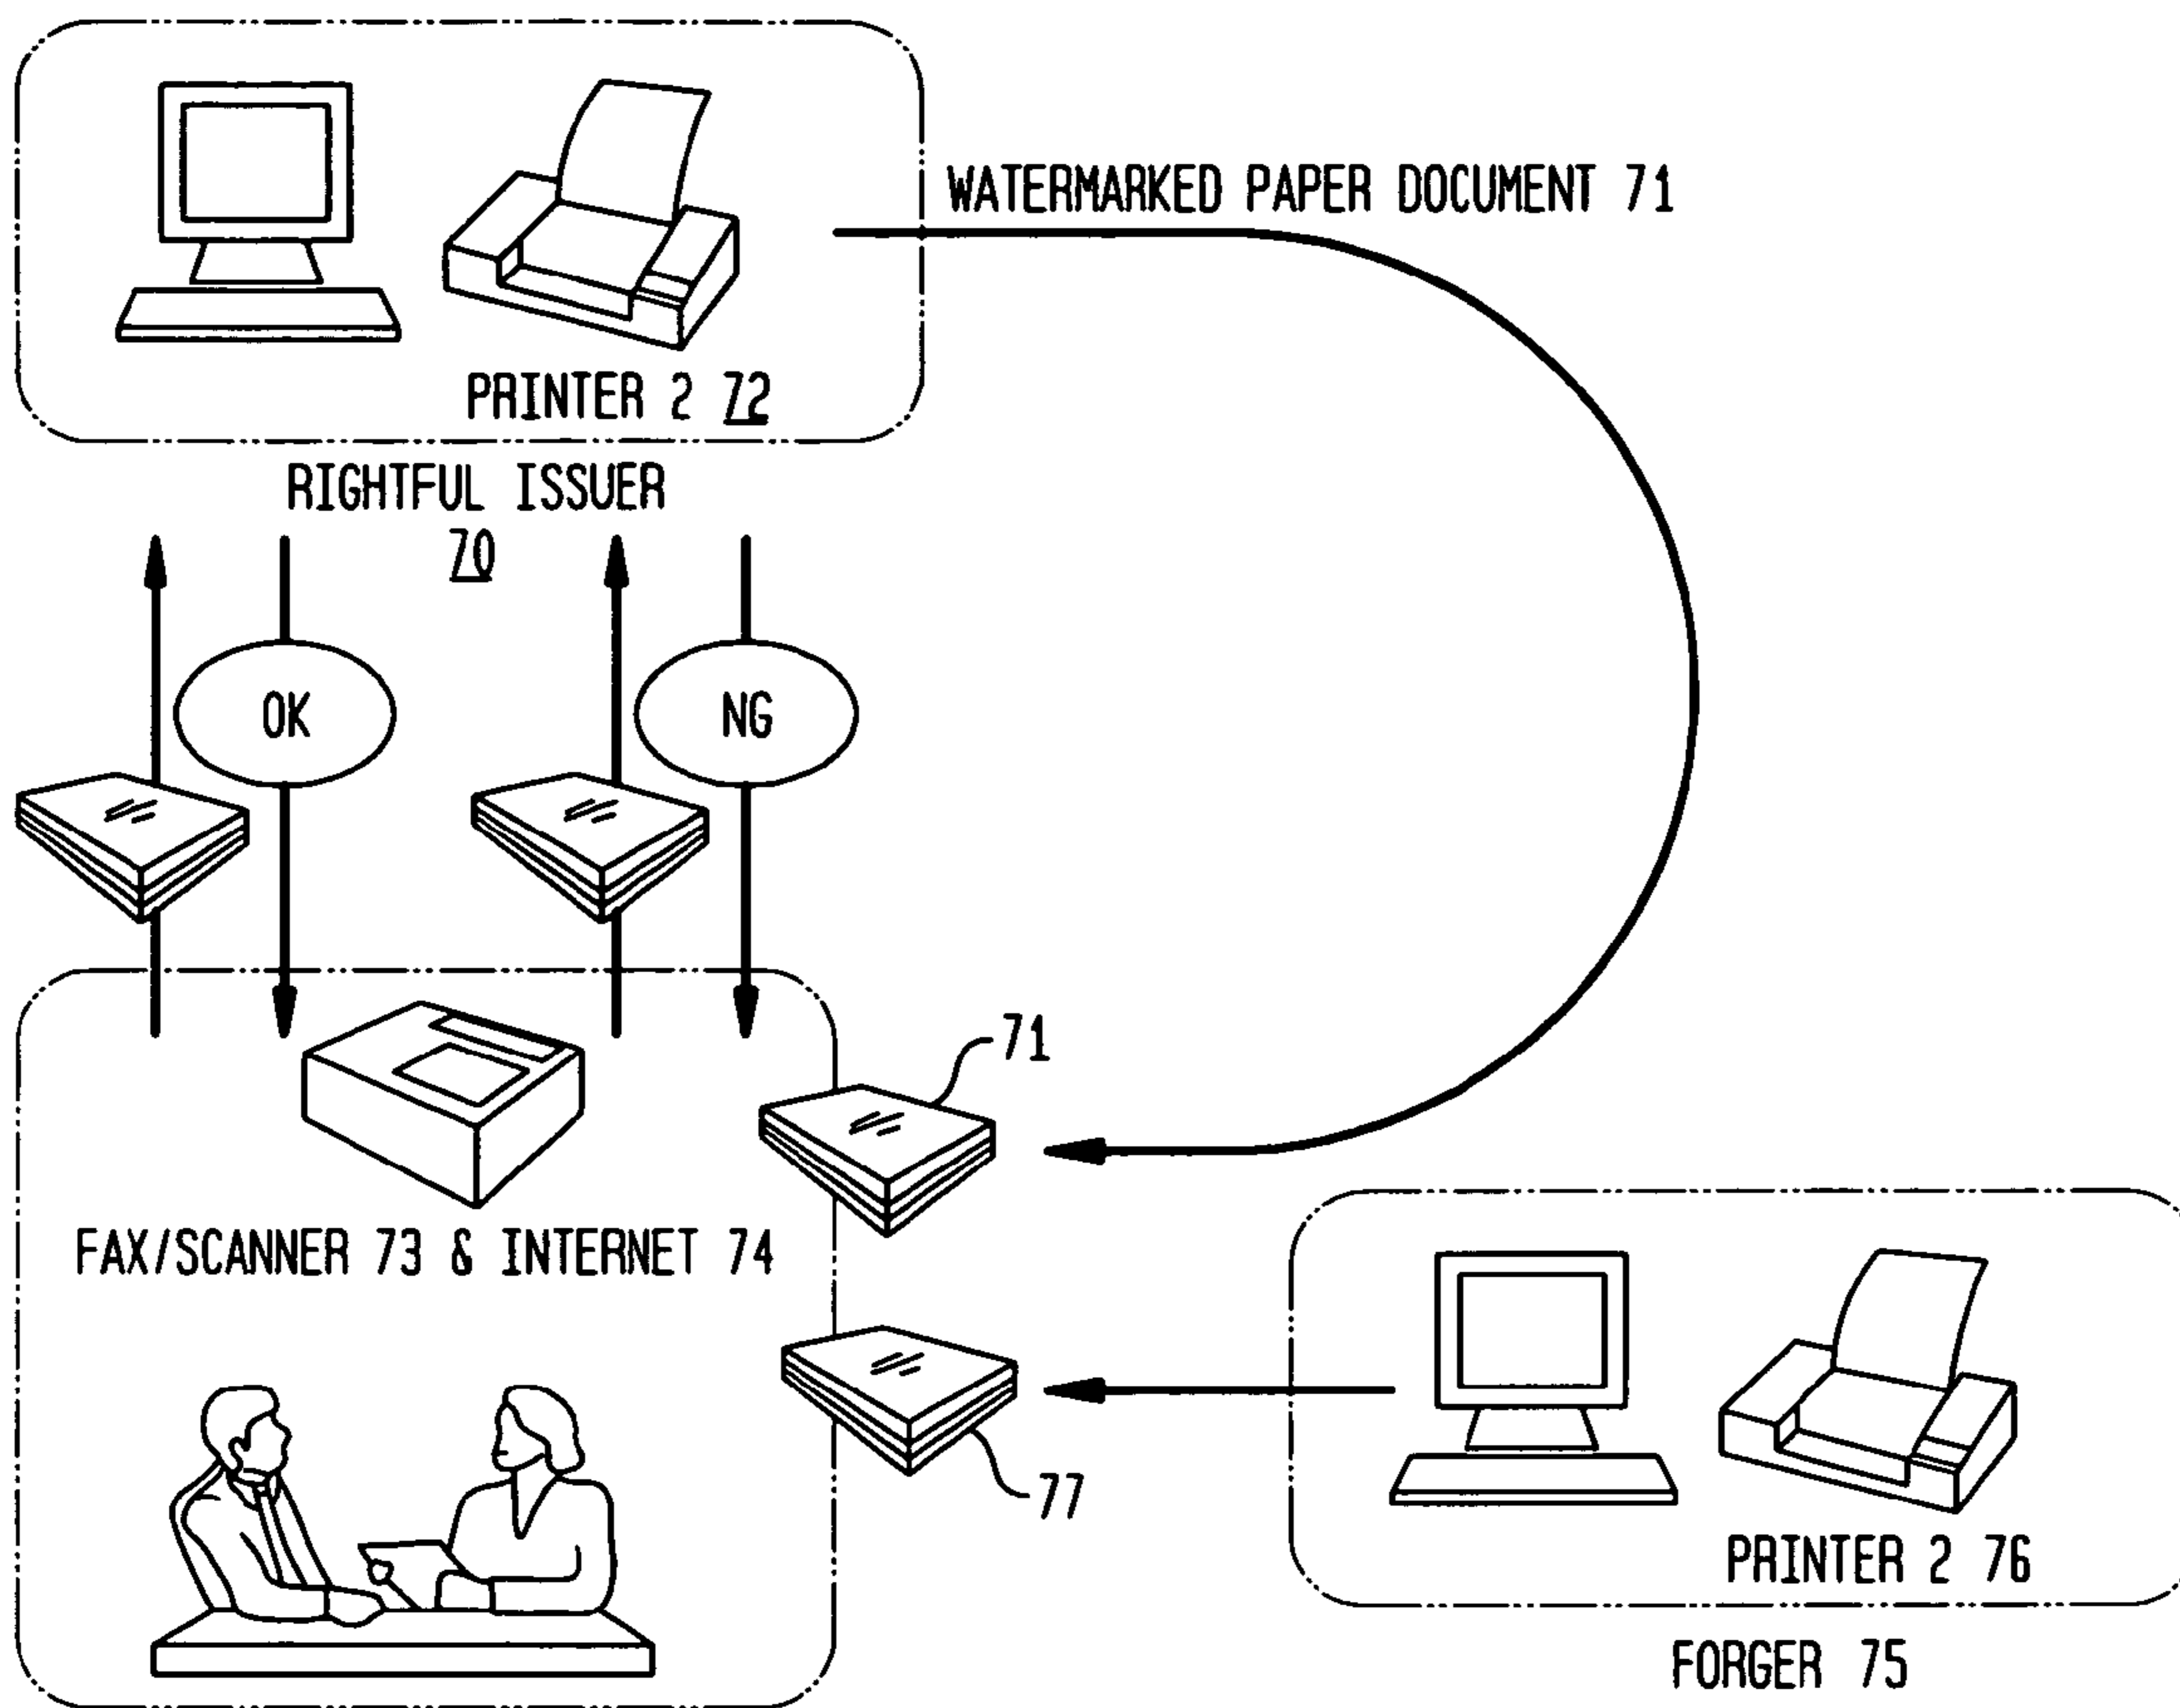 WATERMARKED PAPER DOCUMENT 71
PRINTER 2 72
RIGHTFUL ISSUER
70
OK
NG
71
FAX/SCANNER 73 & INTERNET 74
77
PRINTER 2 76
FORGER 75